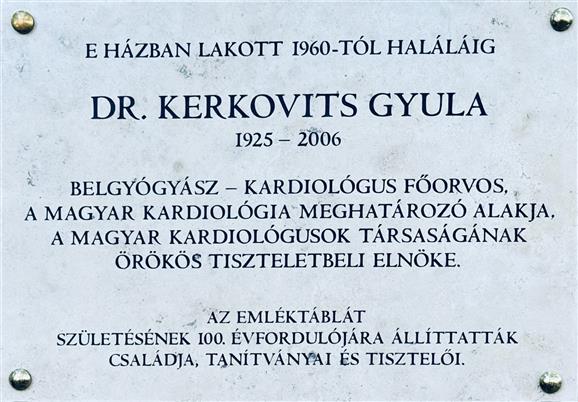 E HÁZBAN LAKOTT 1960-TÓL HALÁLÁIG
DR. KERKOVITS GYULA
1925 – 2006
BELGYÓGYÁSZ – KARDIOLÓGUS FŐORVOS,
A MAGYAR KARDIOLÓGIA MEGHATÁROZÓ ALAKJA,
A MAGYAR KARDIOLÓGUSOK TÁRSASÁGÁNAK
ÖRÖKÖS TISZTELETBELI ELNÖKE.
AZ EMLÉKTÁBLÁT
SZÜLETÉSÉNEK 100. ÉVFORDULÓJÁRA ÁLLÍTTATTÁK
CSALÁDJA, TANÍTVÁNYAI ÉS TISZTELŐI.